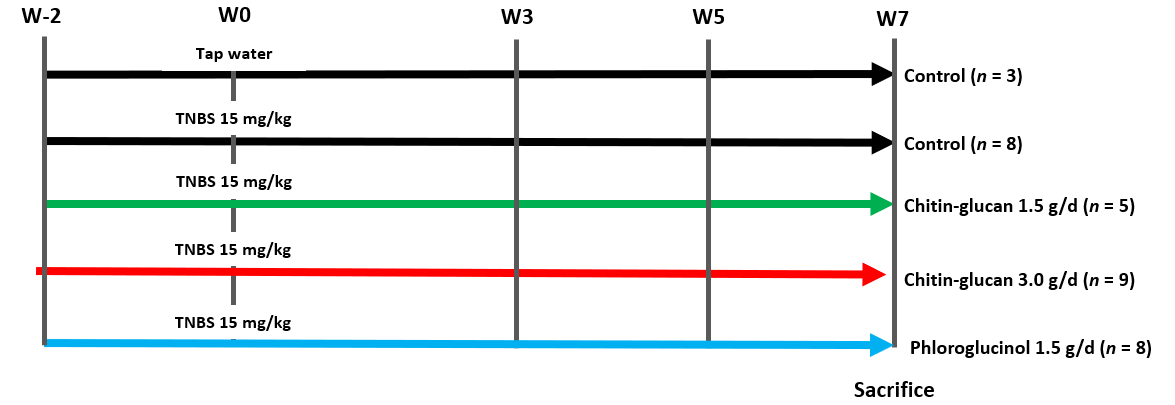 W-2 W0 W3 W5 W7
Tap water
Control (n = 3)
TNBS 15 mg/kg
Control (n = 8)
TNBS 15 mg/kg
Chitin-glucan 1.5 g/d (n = 5)
TNBS 15 mg/kg
Chitin-glucan 3.0 g/d (n = 9)
TNBS 15 mg/kg
Phloroglucinol 1.5 g/d (n = 8)
Sacrifice